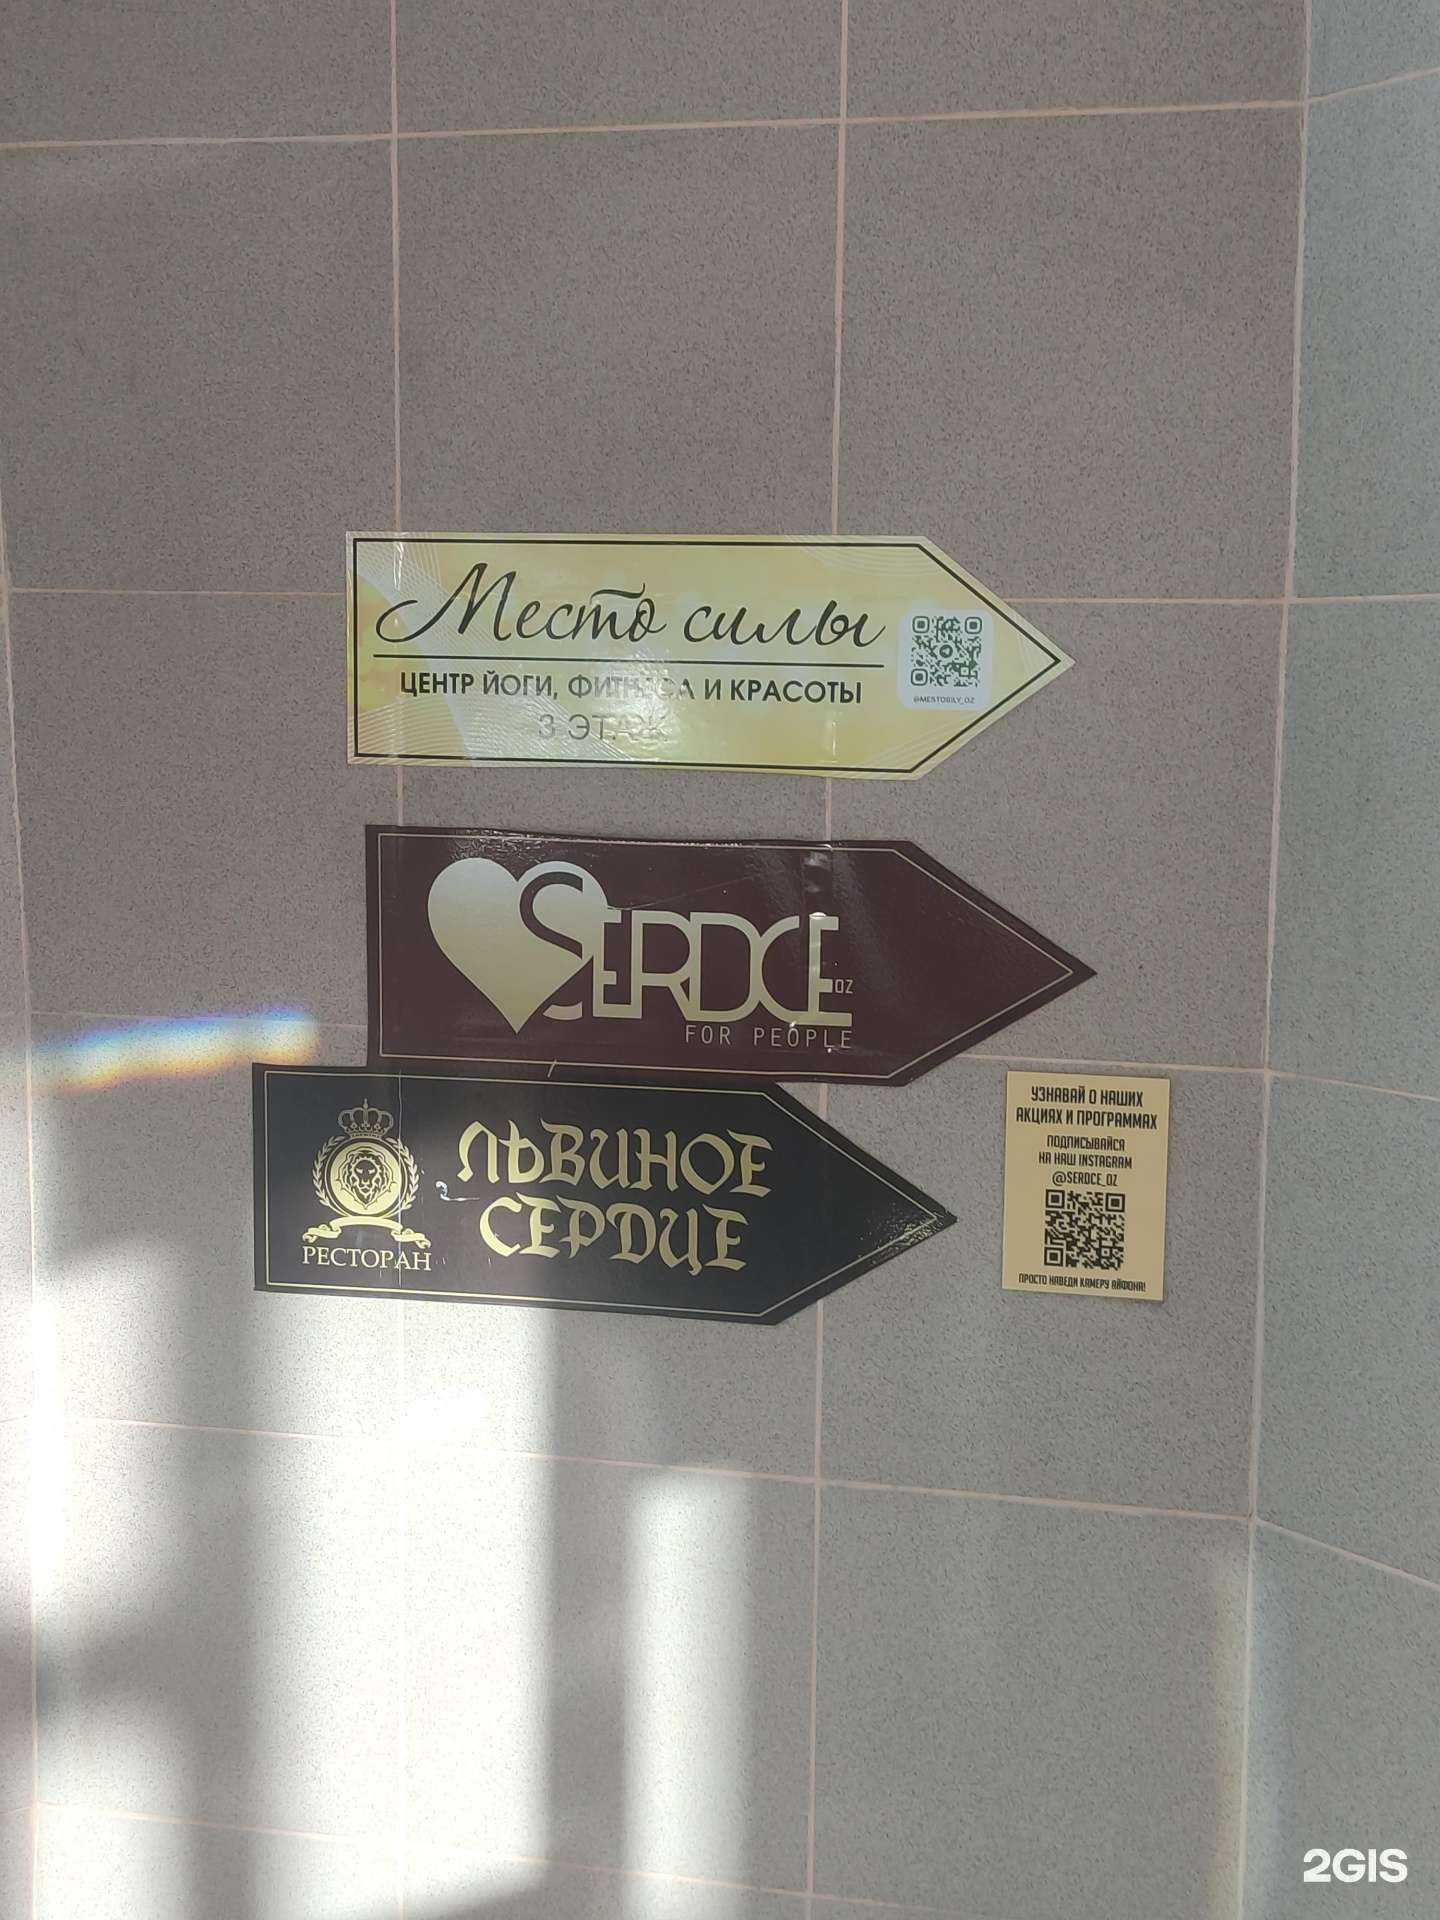 Место силы
ЦЕНТР ЙОГИ, ФИТНЕСА И КРАСОТЫ
3 ЭТАЖ
@MESTOSILY_OZ
SERDCE OZ
FOR PEOPLE
РЕСТОРАН
ЛЬВИНОЕ
СЕРДЦЕ
УЗНАВАЙ О НАШИХ
АКЦИЯХ И ПРОГРАММАХ
ПОДПИСЫВАЙСЯ
НА НАШ INSTAGRAM
@SERDCE_OZ
ПРОСТО НАВЕДИ КАМЕРУ АЙФОНА!
2GIS